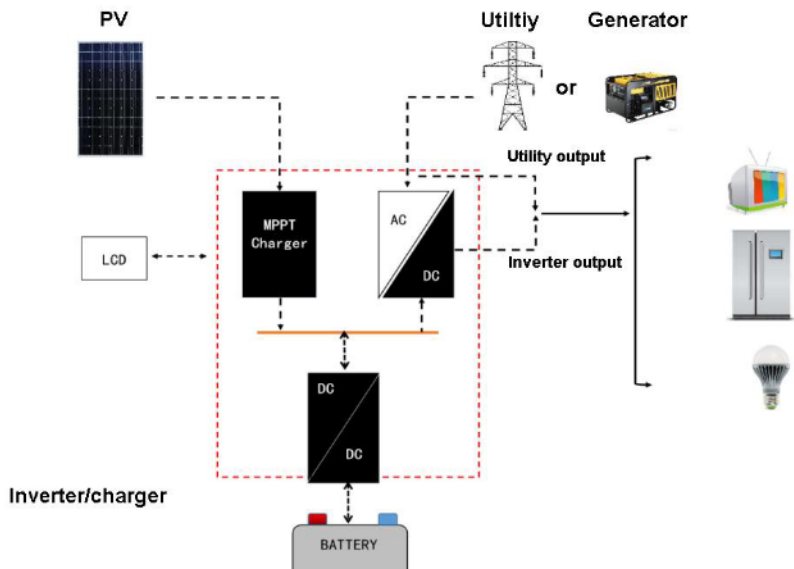 PV
Utiltiy
Generator
or
Utility output
MPPT
Charger
AC
DC
LCD
Inverter output
DC
DC
Inverter/charger
BATTERY